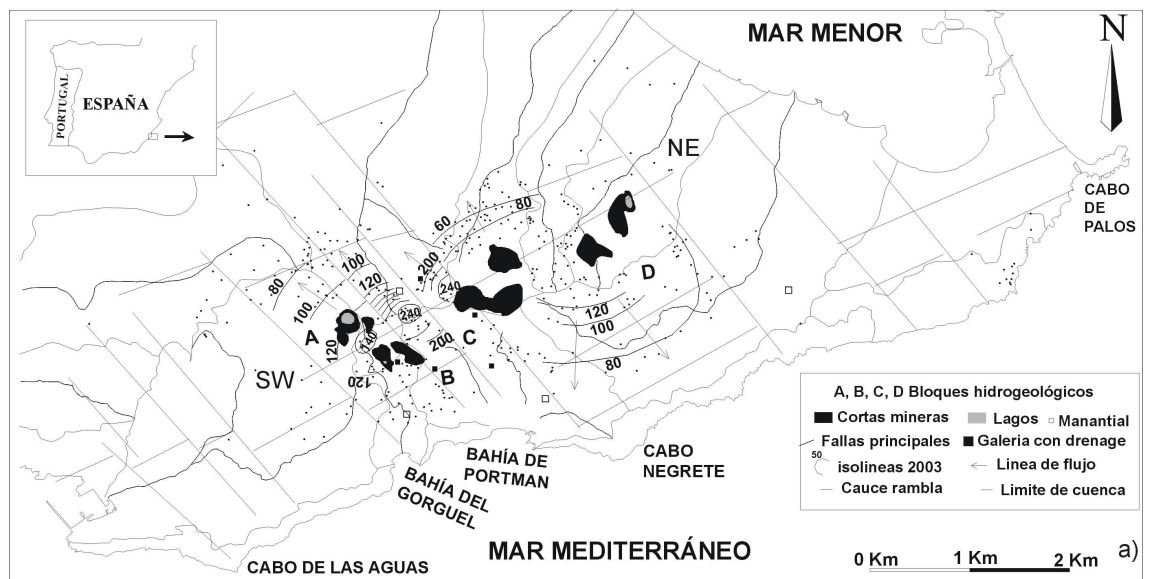 MAR MENOR
N
PORTUGAL
ESPAÑA
NE
CABO
DE
PALOS
60
80
200
100
80
120
240
100
240
D
120
100
A
140
200
C
120
80
SW
120
B
A, B, C, D Bloques hidrogeológicos
Cortas mineras
Lagos
Manantial
Fallas principales
Galeria con drenage
50
isolineas 2003
Linea de flujo
Cauce rambla
Limite de cuenca
CABO
NEGRETE
BAHÍA DE
PORTMAN
BAHÍA DEL
GORGUEL
MAR MEDITERRÁNEO
CABO DE LAS AGUAS
0 Km 1 Km 2 Km
a)